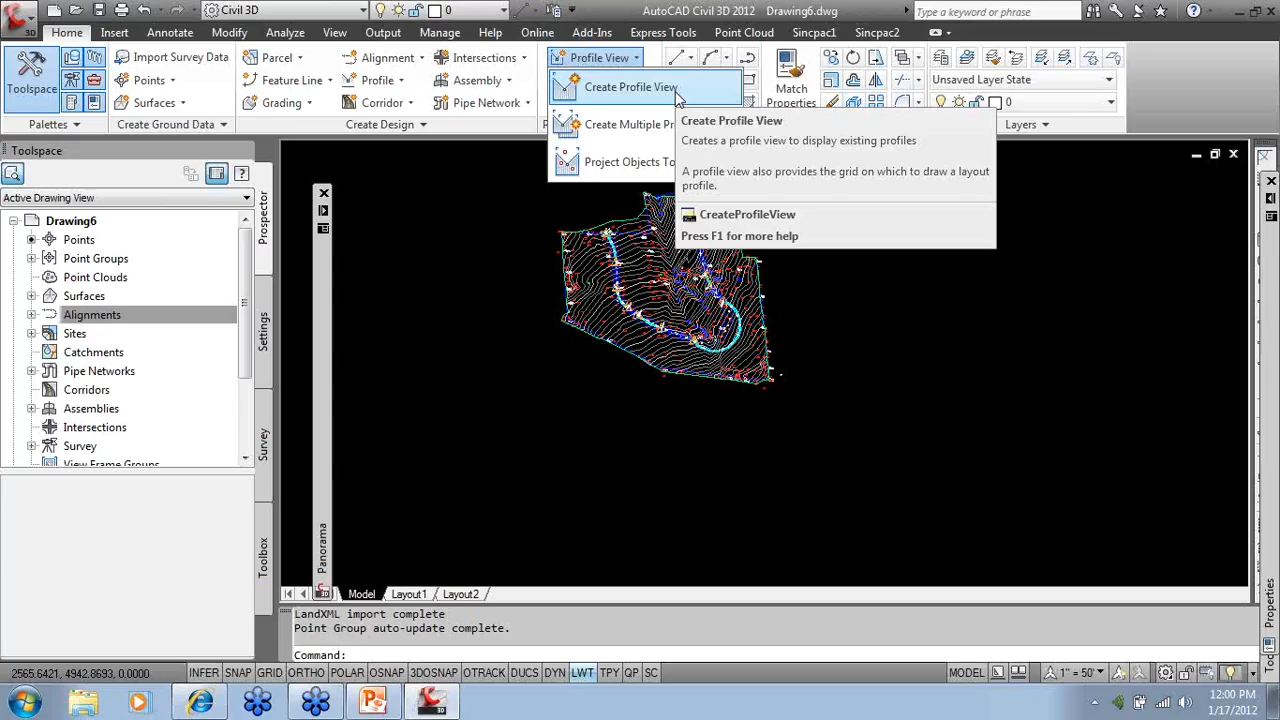 Civil 3D
0
AutoCAD Civil 3D 2012 Drawing6.dwg
Type a keyword or phrase
3D
Home Insert Annotate Modify Analyze View Output Manage Help Online Add-Ins Express Tools Point Cloud Sincpac1 Sincpac2
Toolspace
Import Survey Data
Points
Surfaces
Parcel
Feature Line
Grading
Alignment
Profile
Corridor
Intersections
Assembly
Pipe Network
Profile View
Match
Properties
Unsaved Layer State
0
Palettes
Create Ground Data
Create Design
Layers
Create Profile View
Create Multiple Pr
Project Objects To
Create Profile View
Creates a profile view to display existing profiles
A profile view also provides the grid on which to draw a layout
profile.
CreateProfileView
Press F1 for more help
Toolspace
Active Drawing View
Drawing6
Points
Point Groups
Point Clouds
Surfaces
Alignments
Sites
Catchments
Pipe Networks
Corridors
Assemblies
Intersections
Survey
View Frame Groups
Prospector
Settings
Survey
Toolbox
Panorama
Properties
Model Layout1 Layout2
LandXML import complete
Point Group auto-update complete.
Command:
2565.6421, 4942.8693, 0.0000
INFER SNAP GRID ORTHO POLAR OSNAP 3DOSNAP OTRACK DUCS DYN LWT TPY QP SC
MODEL
1" = 50'
12:00 PM
1/17/2012